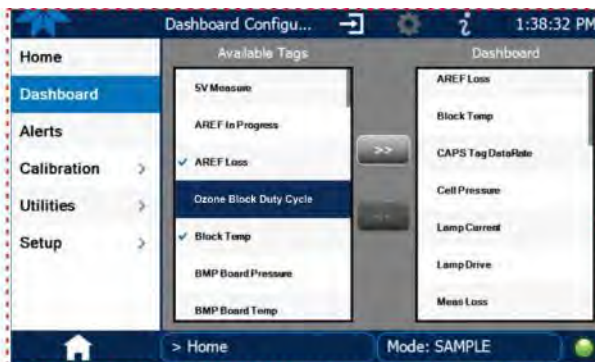 Dashboard Configu... 1:38:32 PM
Home
Dashboard
Alerts
Calibration >
Utilities >
Setup >
Available Tags
5V Measure
AREF In Progress
AREF Loss
Ozone Block Duty Cycle
Block Temp
BMP Board Pressure
BMP Board Temp
>>
Dashboard
AREF Loss
Block Temp
CAPS Tag DataRate
Cell Pressure
Lamp Current
Lamp Drive
Meas Loss
> Home
Mode: SAMPLE